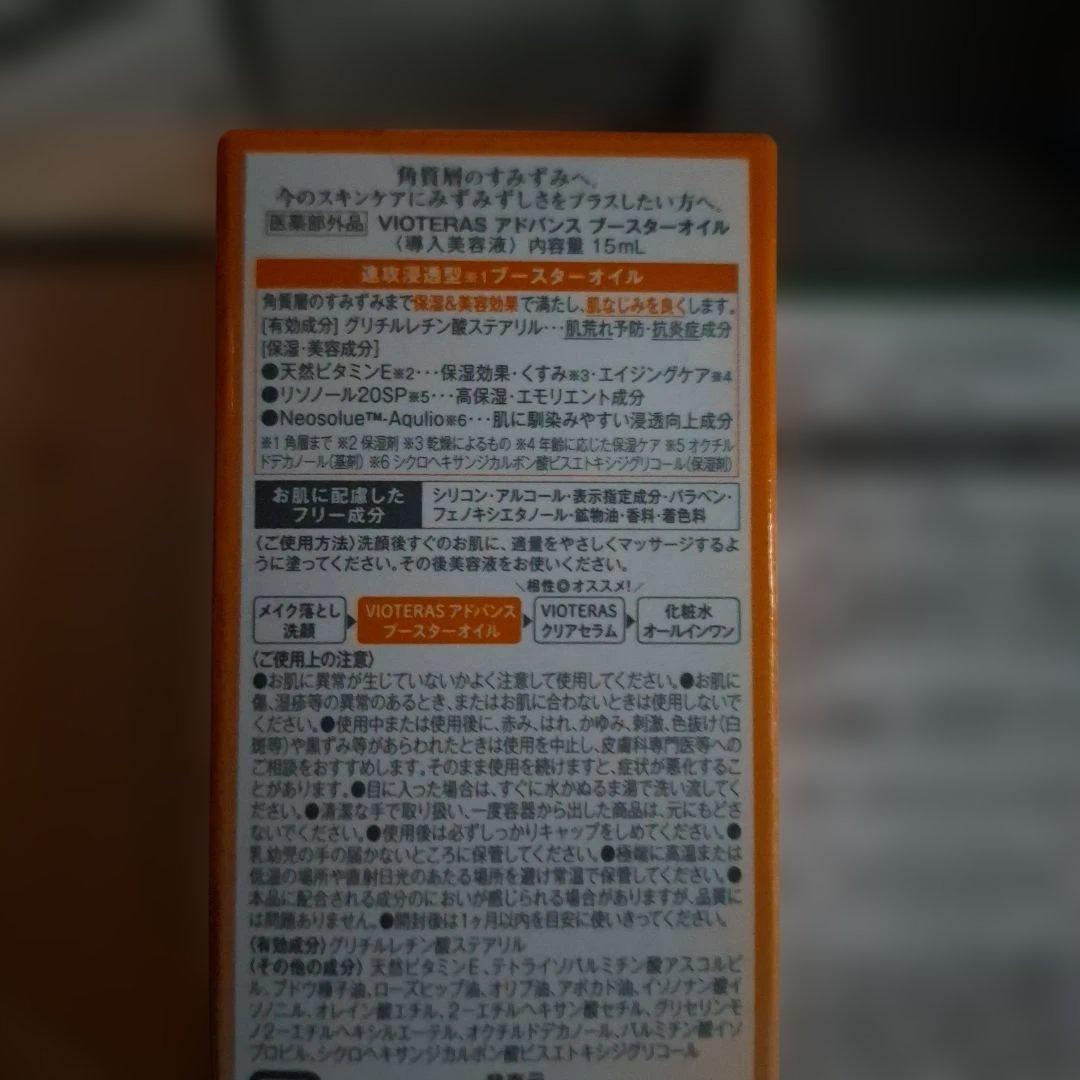 角質層のすみずみへ。
今のスキンケアにみずみずしさをプラスしたい方へ。
医薬部外品 VIOTERAS アドバンス ブースターオイル
〈導入美容液〉内容量 15mL
進攻浸透型※1ブースターオイル
角質層のすみずみまで保湿&美容効果で満たし、肌なじみを良くします。
[有効成分] グリチルレチン酸ステアリル･･･肌荒れ予防･抗炎症成分
[保湿･美容成分]
●天然ビタミンE※2･･･保湿効果･くすみ※3･エイジングケア※4
●リソノール20SP※5･･･高保湿･エモリエント成分
●Neosolue™-Aqulio※6･･･肌に馴染みやすい浸透向上成分
※1 角層まで ※2 保湿剤 ※3 乾燥によるもの ※4 年齢に応じた保湿ケア ※5 オクチル
ドデカノール(基剤) ※6 シクロヘキサンジカルボン酸ビスエトキシジグリコール(保湿剤)
お肌に配慮した
フリー成分
シリコン･アルコール･表示指定成分･パラベン･
フェノキシエタノール･鉱物油･香料･着色料
〈ご使用方法〉洗顔後すぐのお肌に、適量をやさしくマッサージするよ
うに塗ってください。その後美容液をお使いください。
＼相性◎オススメ!／
メイク落とし
洗顔
VIOTERAS アドバンス
ブースターオイル
VIOTERAS
クリアセラム
化粧水
オールインワン
〈ご使用上の注意〉
●お肌に異常が生じていないかよく注意して使用してください。●お肌に
傷、湿疹等の異常のあるとき、またはお肌に合わないときは使用しないで
ください。●使用中または使用後に、赤み、はれ、かゆみ、刺激、色抜け(白
斑等)や黒ずみ等があらわれたときは使用を中止し、皮膚科専門医等への
ご相談をおすすめします。そのまま使用を続けますと、症状が悪化するこ
とがあります。●目に入った場合は、すぐに水かぬるま湯で洗い流してく
ださい。●清潔な手で取り扱い、一度容器から出した商品は、元にもどさ
ないでください。●使用後は必ずしっかりキャップをしめてください。●
乳幼児の手の届かないところに保管してください。●極端に高温または
低温の場所や直射日光のあたる場所を避け常温で保管してください。●
本品に配合される成分のにおいが感じられる場合がありますが、品質に
は問題ありません。●開封後は1ヶ月以内を目安に使いきってください。
〈有効成分〉グリチルレチン酸ステアリル
〈その他の成分〉天然ビタミンE、テトライソパルミチン酸アスコルビ
ル、ブドウ種子油、ローズヒップ油、オリブ油、アボカド油、イソノナン酸イ
ソノニル、オレイン酸エチル、2－エチルヘキサン酸セチル、グリセリンモ
ノ2－エチルヘキシルエーテル、オクチルドデカノール、パルミチン酸イソ
プロピル、シクロヘキサンジカルボン酸ビスエトキシジグリコール